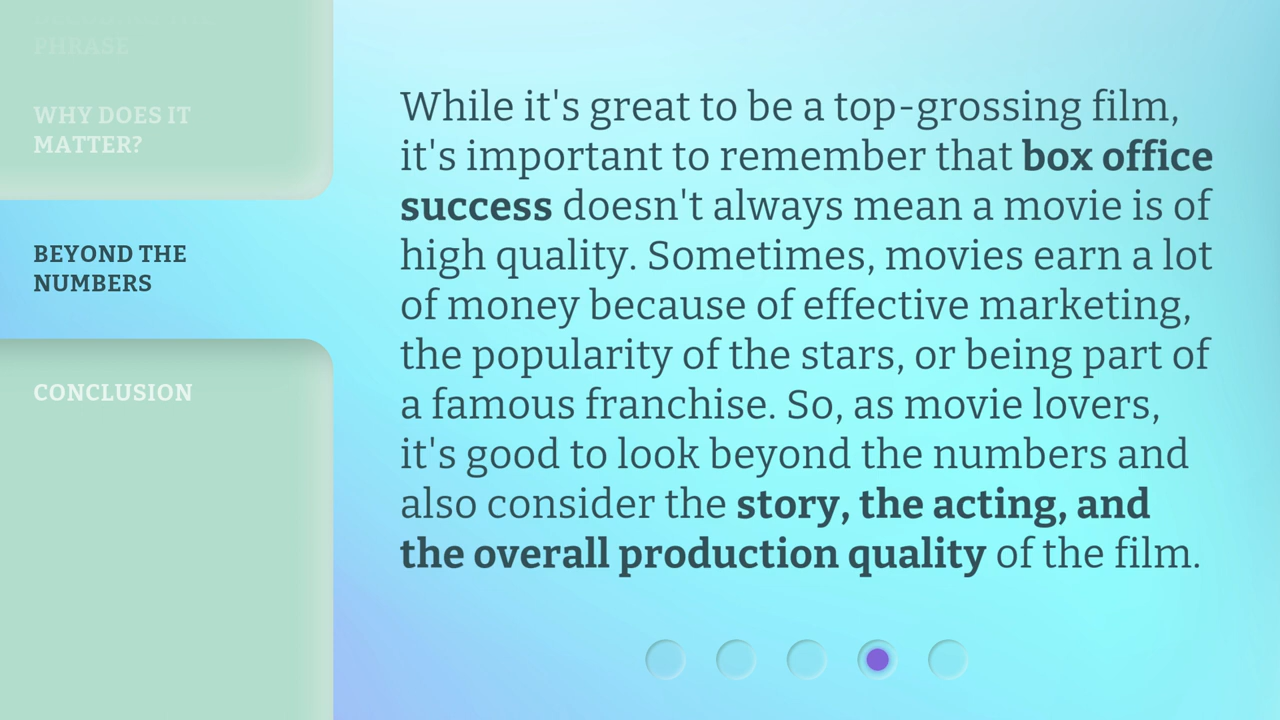 DECODING THE
PHRASE
WHY DOES IT
MATTER?
BEYOND THE
NUMBERS
CONCLUSION
While it's great to be a top-grossing film,
it's important to remember that box office
success doesn't always mean a movie is of
high quality. Sometimes, movies earn a lot
of money because of effective marketing,
the popularity of the stars, or being part of
a famous franchise. So, as movie lovers,
it's good to look beyond the numbers and
also consider the story, the acting, and
the overall production quality of the film.